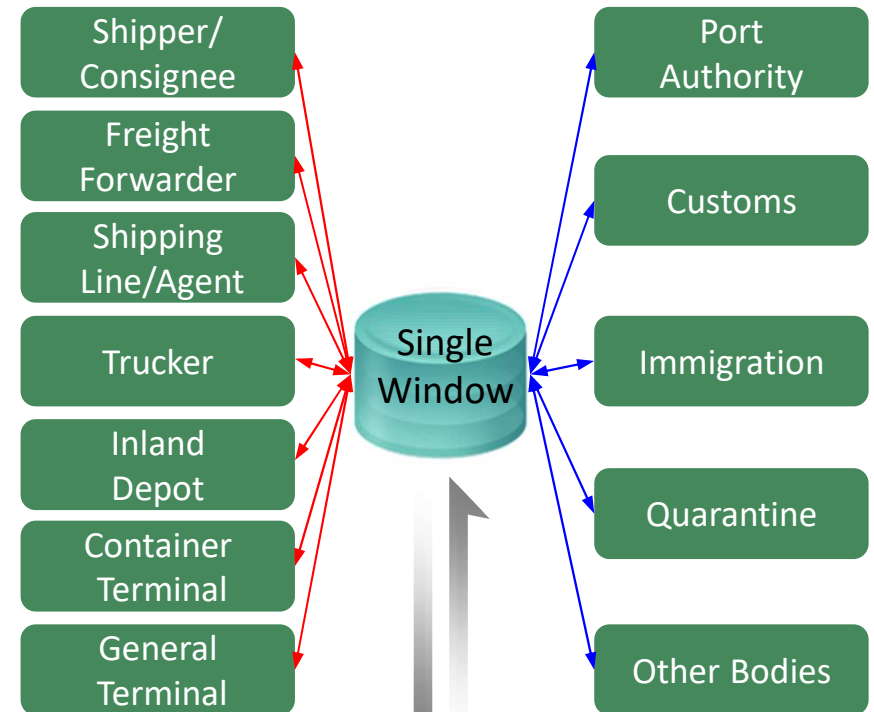 Shipper/
Consignee
Freight
Forwarder
Shipping
Line/Agent
Trucker
Inland
Depot
Container
Terminal
General
Terminal
Single
Window
Port
Authority
Customs
Immigration
Quarantine
Other Bodies